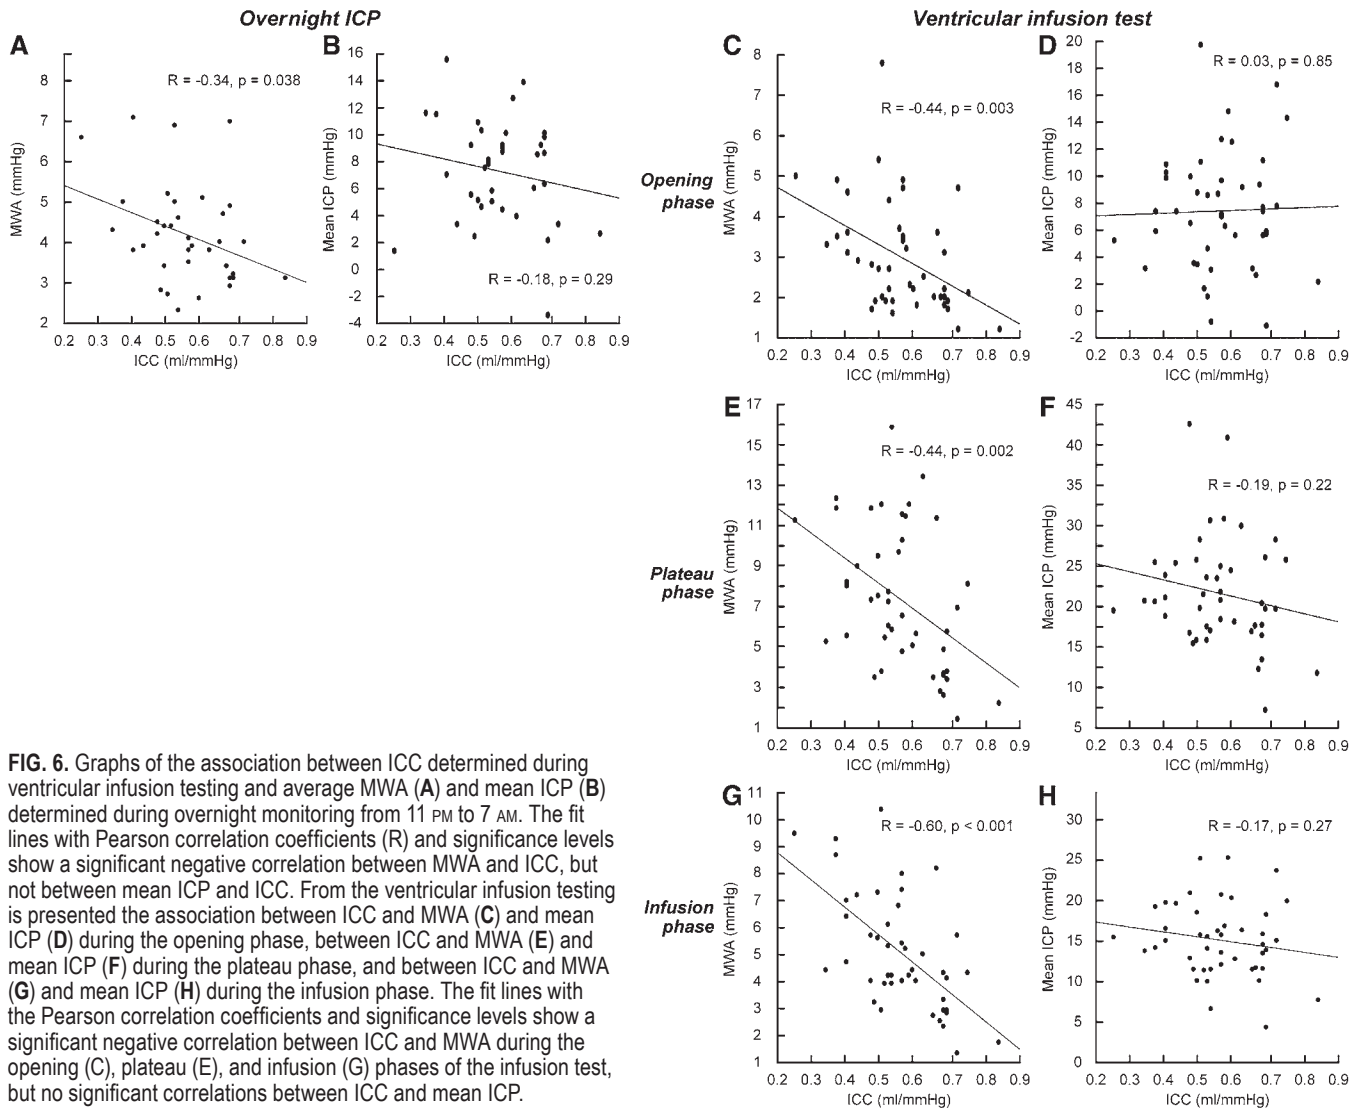 Overnight ICP
Ventricular infusion test
A
MWA (mmHg)
8
7
6
5
4
3
2
R = -0.34, p = 0.038
0.2 0.3 0.4 0.5 0.6 0.7 0.8 0.9
ICC (ml/mmHg)
B
Mean ICP (mmHg)
16
14
12
10
8
6
4
2
0
-2
-4
R = -0.18, p = 0.29
0.2 0.3 0.4 0.5 0.6 0.7 0.8 0.9
ICC (ml/mmHg)
Opening
phase
C
MWA (mmHg)
8
7
6
5
4
3
2
1
R = -0.44, p = 0.003
0.2 0.3 0.4 0.5 0.6 0.7 0.8 0.9
ICC (ml/mmHg)
D
Mean ICP (mmHg)
20
18
16
14
12
10
8
6
4
2
0
-2
R = 0.03, p = 0.85
0.2 0.3 0.4 0.5 0.6 0.7 0.8 0.9
ICC (ml/mmHg)
Plateau
phase
E
MWA (mmHg)
17
15
13
11
9
7
5
3
1
R = -0.44, p = 0.002
0.2 0.3 0.4 0.5 0.6 0.7 0.8 0.9
ICC (ml/mmHg)
F
Mean ICP (mmHg)
45
40
35
30
25
20
15
10
5
R = -0.19, p = 0.22
0.2 0.3 0.4 0.5 0.6 0.7 0.8 0.9
ICC (ml/mmHg)
Infusion
phase
G
MWA (mmHg)
11
10
9
8
7
6
5
4
3
2
1
R = -0.60, p < 0.001
0.2 0.3 0.4 0.5 0.6 0.7 0.8 0.9
ICC (ml/mmHg)
H
Mean ICP (mmHg)
30
25
20
15
10
5
0
R = -0.17, p = 0.27
0.2 0.3 0.4 0.5 0.6 0.7 0.8 0.9
ICC (ml/mmHg)
FIG. 6. Graphs of the association between ICC determined during
ventricular infusion testing and average MWA (A) and mean ICP (B)
determined during overnight monitoring from 11 PM to 7 AM. The fit
lines with Pearson correlation coefficients (R) and significance levels
show a significant negative correlation between MWA and ICC, but
not between mean ICP and ICC. From the ventricular infusion testing
is presented the association between ICC and MWA (C) and mean
ICP (D) during the opening phase, between ICC and MWA (E) and
mean ICP (F) during the plateau phase, and between ICC and MWA
(G) and mean ICP (H) during the infusion phase. The fit lines with
the Pearson correlation coefficients and significance levels show a
significant negative correlation between ICC and MWA during the
opening (C), plateau (E), and infusion (G) phases of the infusion test,
but no significant correlations between ICC and mean ICP.